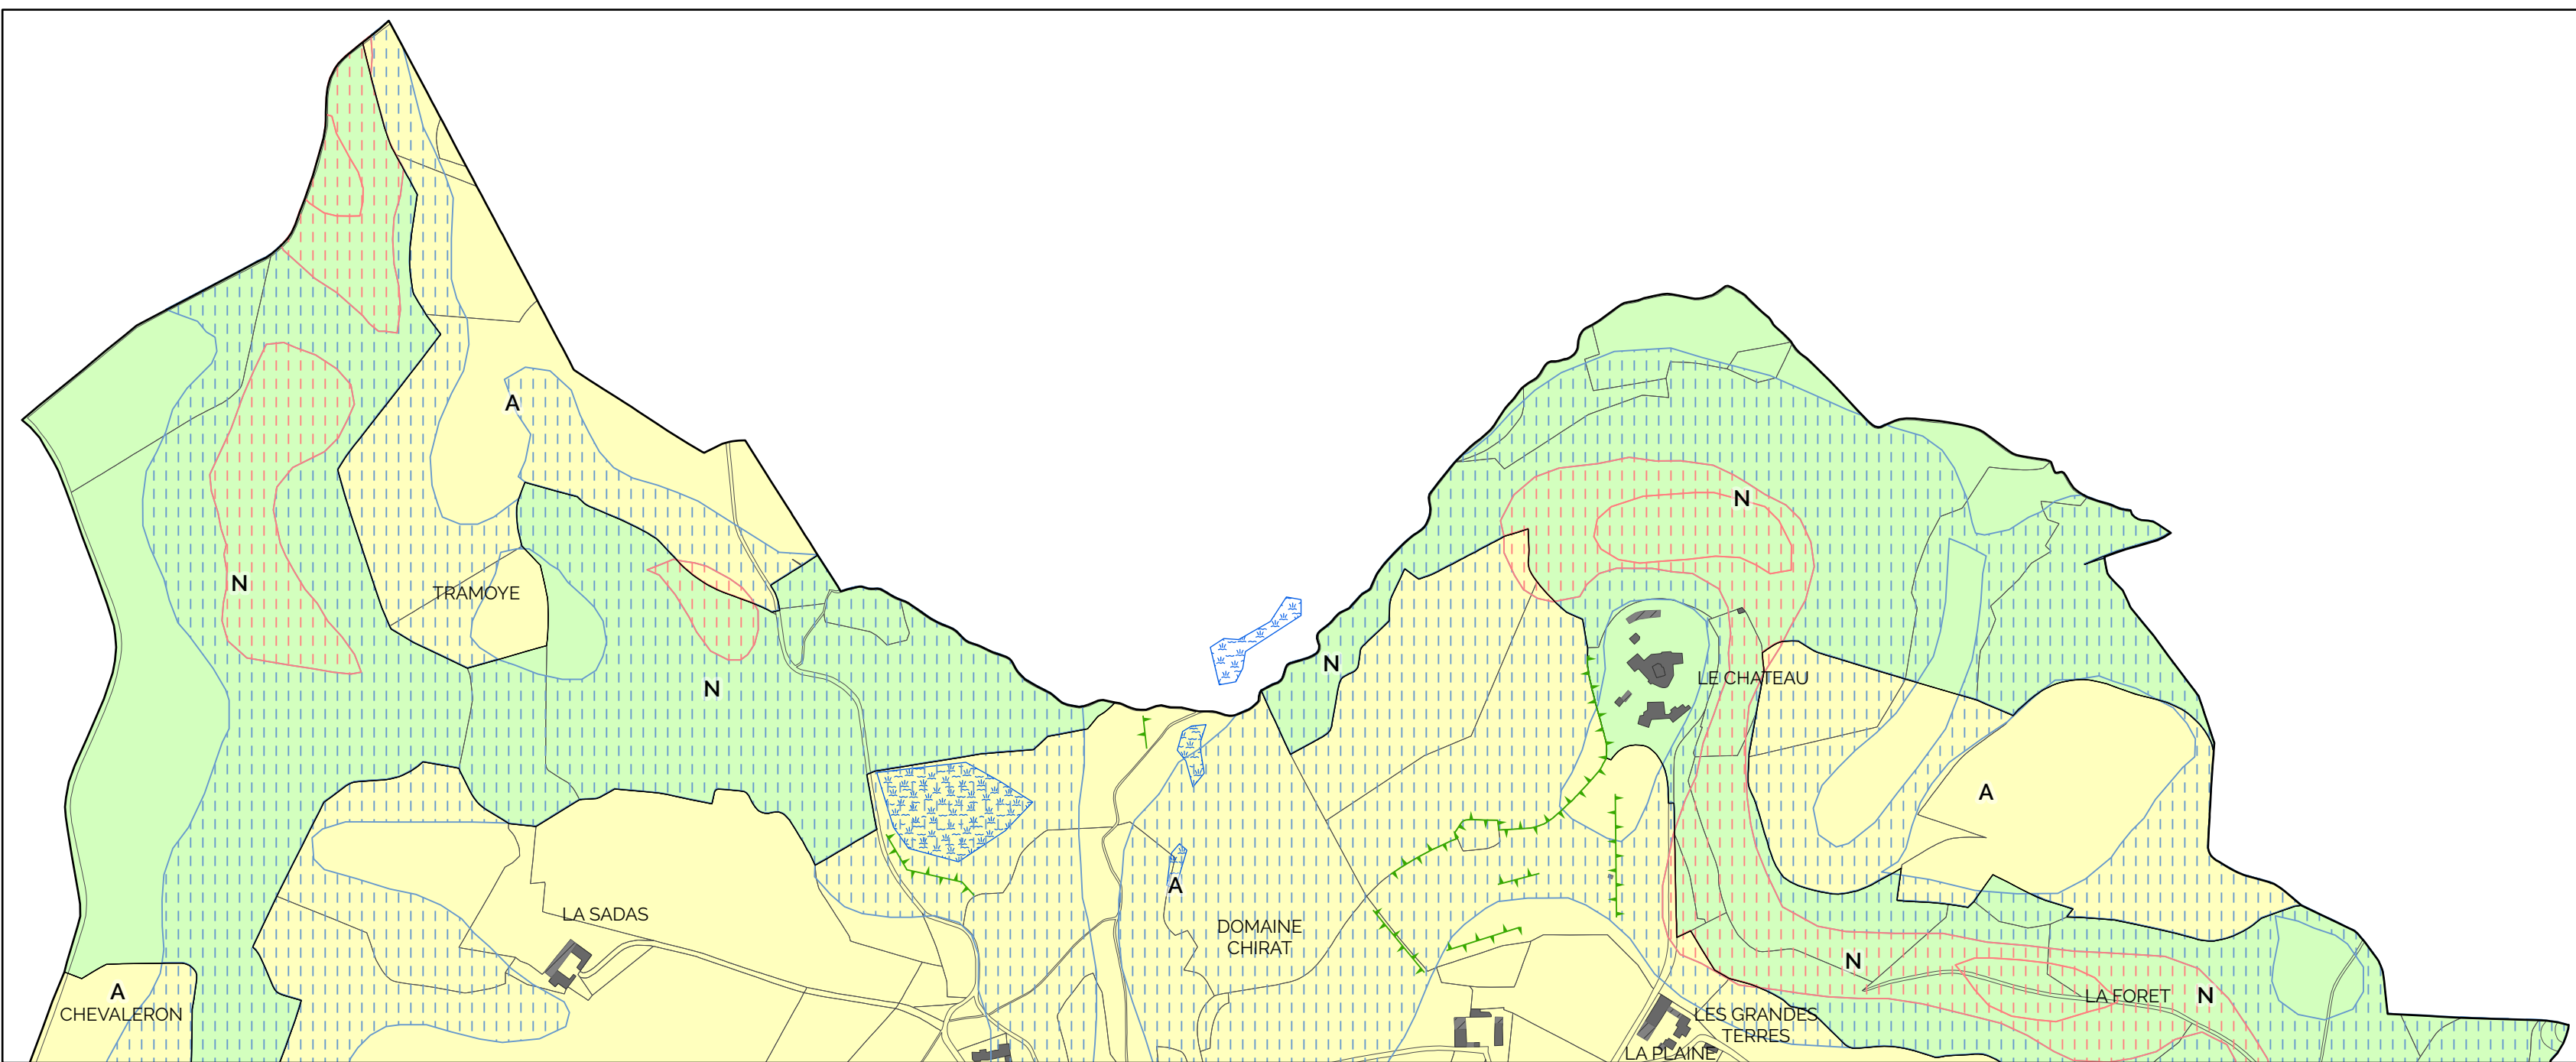 A
N
N
TRAMOYE
N
LE CHATEAU
N
A
A
LA SADAS
DOMAINE
CHIRAT
N
A
CHEVALERON
LA FORET
N
LES GRANDES
TERRES
LA PLAINE